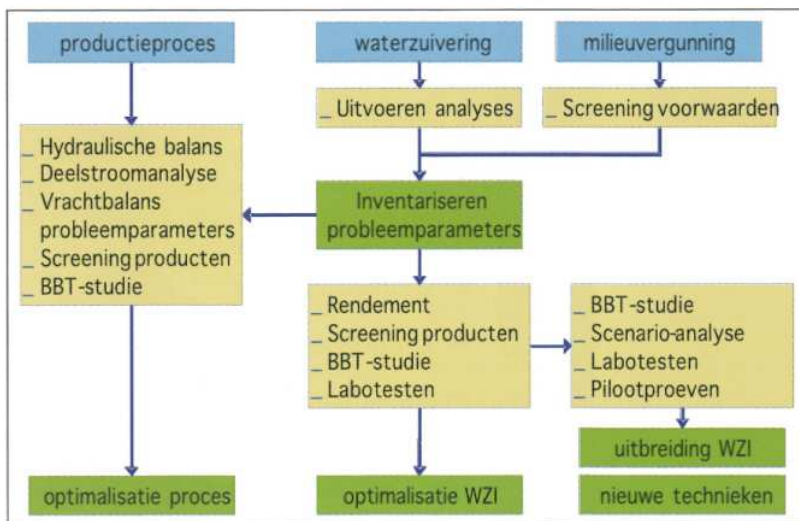 productieproces
waterzuivering
milieuvergunning
_ Uitvoeren analyses
_ Screening voorwaarden
_ Hydraulische balans
_ Deelstroomanalyse
_ Vrachtbalans
probleemparameters
_ Screening producten
_ BBT-studie
Inventariseren
probleemparameters
_ Rendement
_ Screening producten
_ BBT-studie
_ Labotesten
_ BBT-studie
_ Scenario-analyse
_ Labotesten
_ Pilootproeven
uitbreiding WZI
optimalisatie proces
optimalisatie WZI
nieuwe technieken